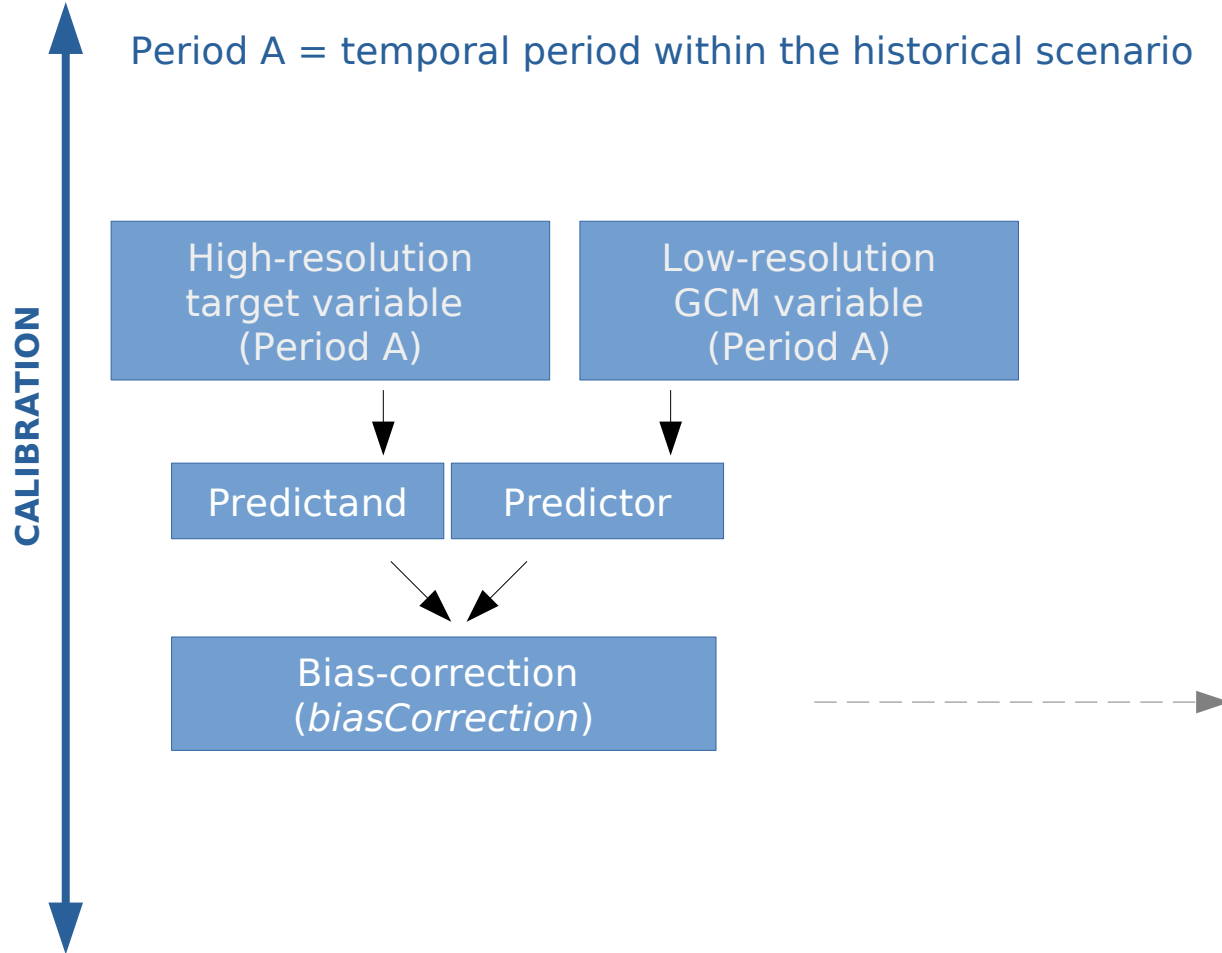 Period A = temporal period within the historical scenario
CALIBRATION
High-resolution
target variable
(Period A)
Low-resolution
GCM variable
(Period A)
Predictand
Predictor
Bias-correction
(biasCorrection)